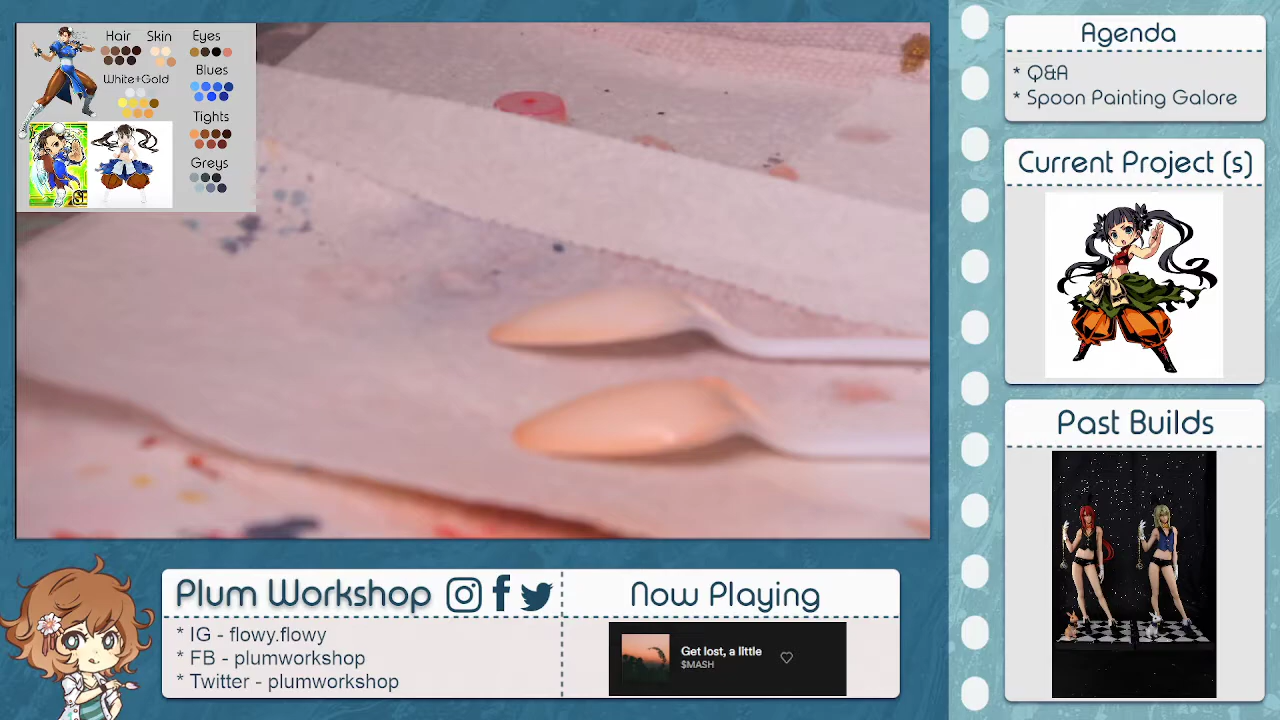 Hair Skin Eyes
White+Gold
Blues
Tights
Greys
Agenda
* Q&A
* Spoon Painting Galore
Current Project (s)
Past Builds
Plum Workshop
* IG - flowy.flowy
* FB - plumworkshop
* Twitter - plumworkshop
Now Playing
Get lost, a little
$MASH